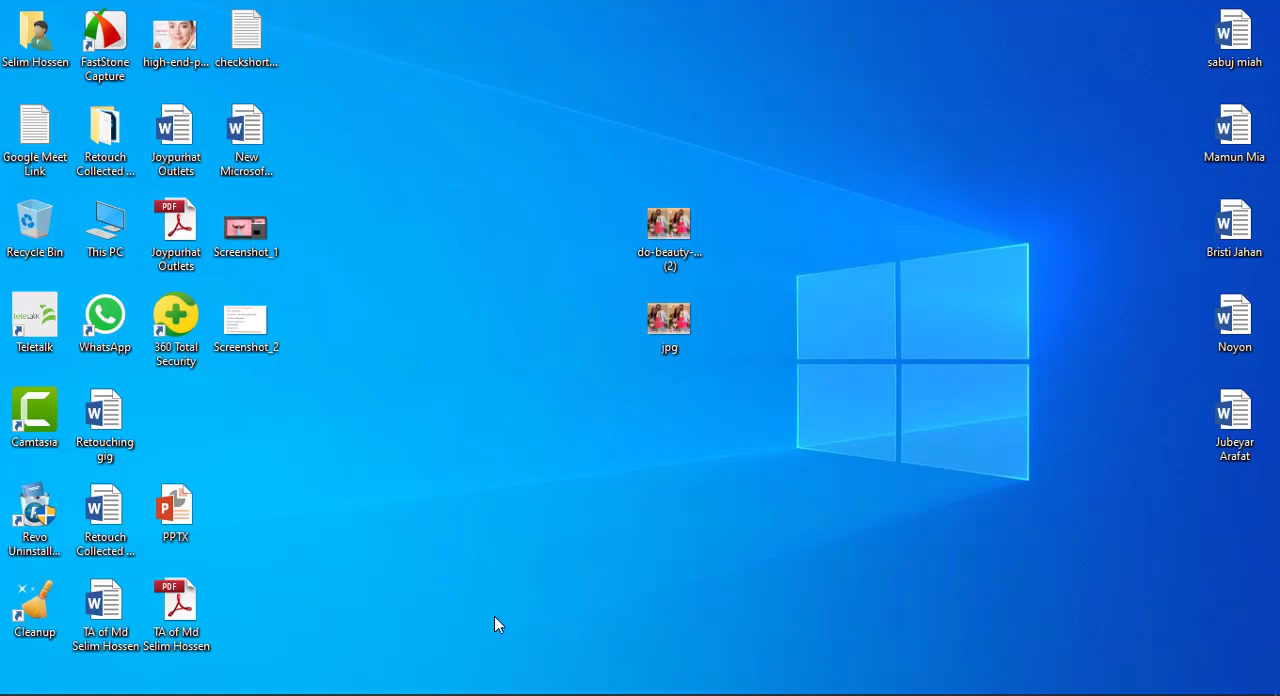 Selim Hossen
FastStone
Capture
high-end-p...
checkshort...
sabuj miah
Google Meet
Link
Retouch
Collected ...
Joypurhat
Outlets
New
Microsof...
Mamun Mia
Recycle Bin
This PC
PDF
Joypurhat
Outlets
Screenshot_1
do-beauty-...
(2)
Bristi Jahan
Teletalk
WhatsApp
360 Total
Security
Screenshot_2
jpg
Noyon
Camtasia
Retouching
gig
Jubeyar
Arafat
Revo
Uninstall...
Retouch
Collected ...
PPTX
Cleanup
TA of Md
Selim Hossen
PDF
TA of Md
Selim Hossen